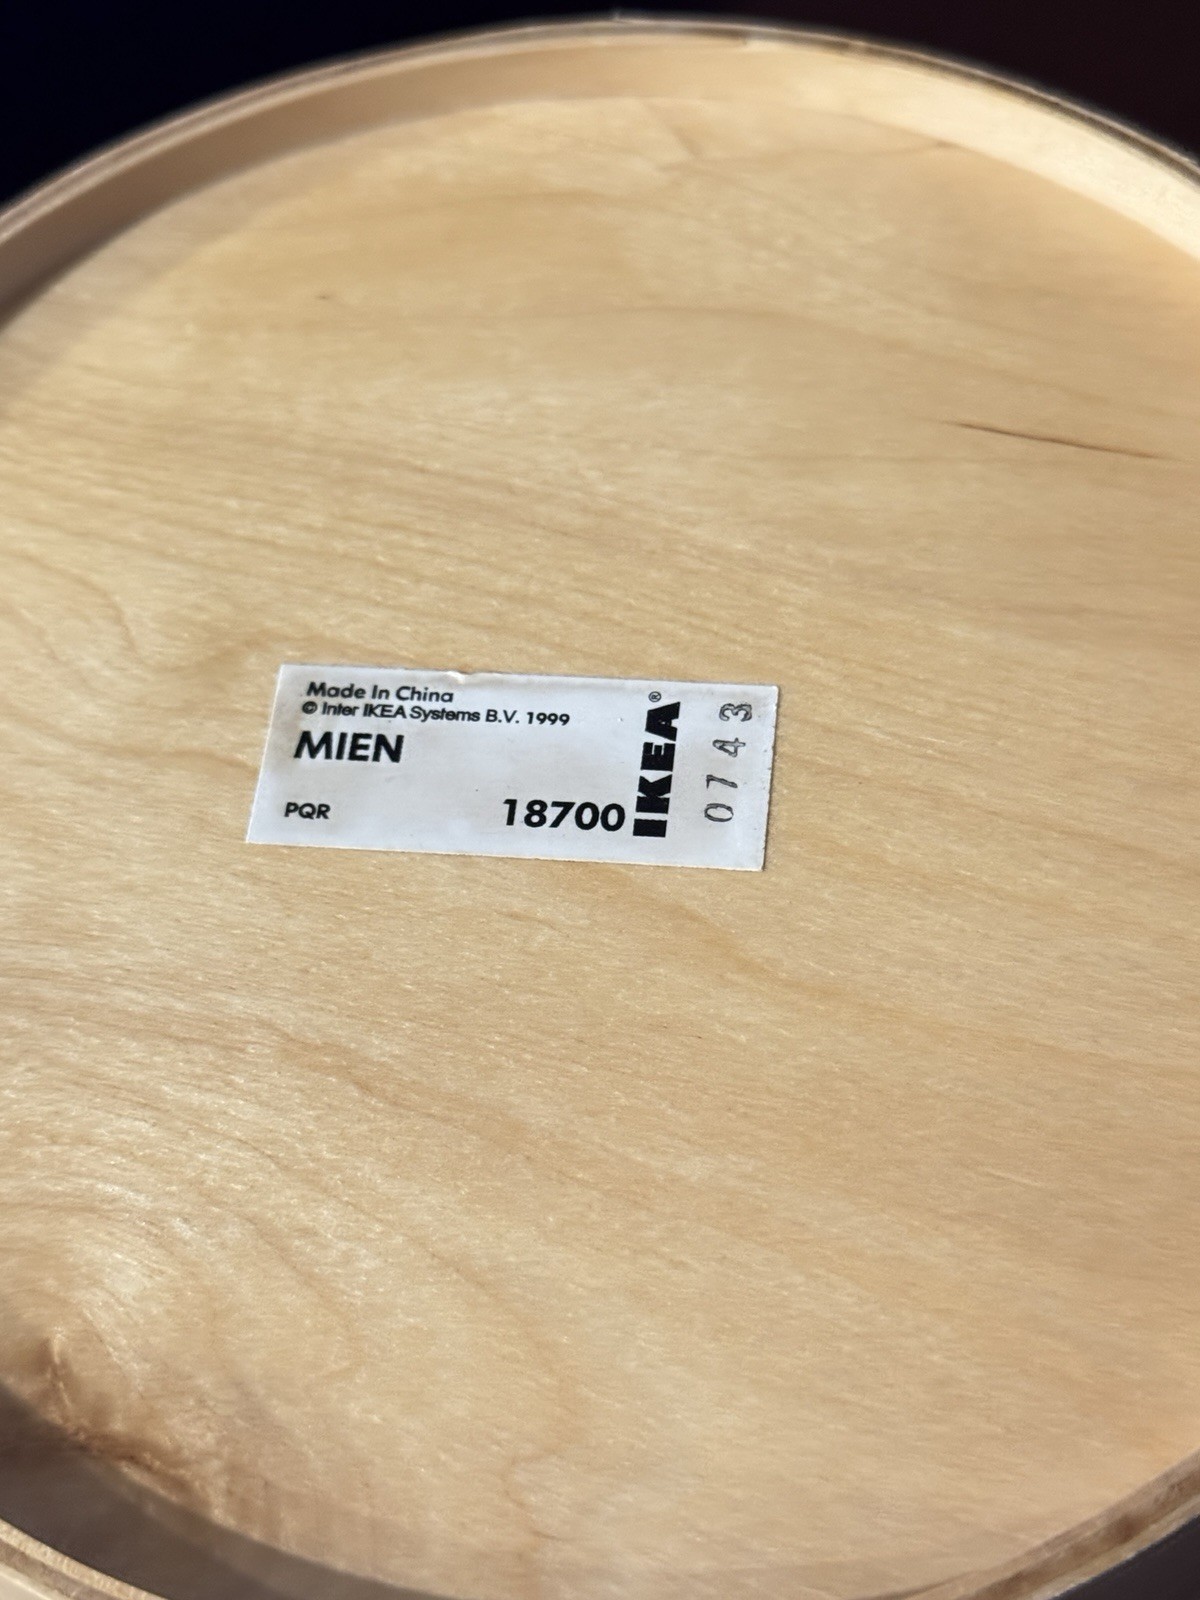 Made In China
© Inter IKEA Systems B.V. 1999
MIEN
PQR
18700
IKEA®
0743